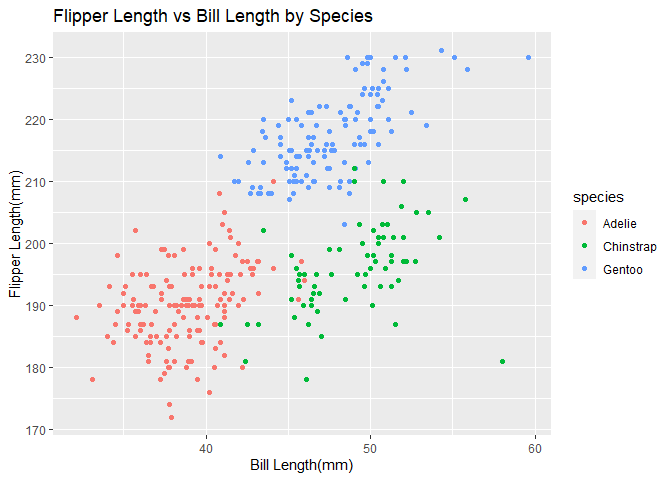 Flipper Length vs Bill Length by Species
Flipper Length(mm)
230
220
210
200
190
180
170
40
50
60
Bill Length(mm)
species
Adelie
Chinstrap
Gentoo